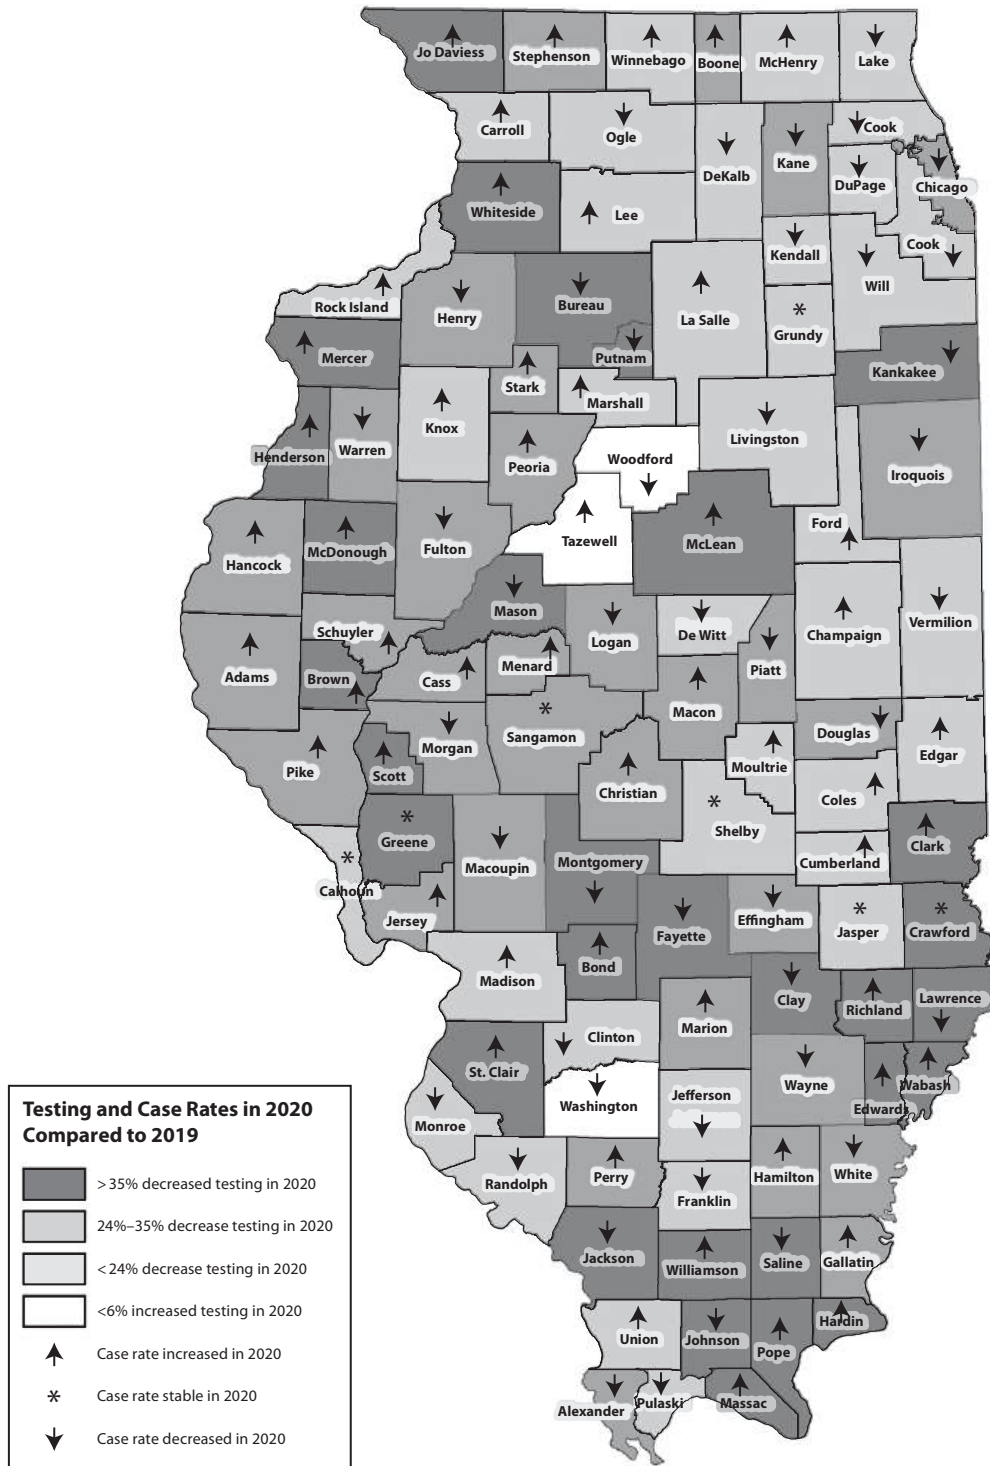 Jo Daviess
Stephenson
Winnebago
Boone
McHenry
Lake
Carroll
Ogle
DeKalb
Kane
Cook
DuPage
Chicago
Whiteside
Lee
Kendall
Cook
Will
Rock Island
Henry
Bureau
La Salle
*
Grundy
Putnam
Mercer
Kankakee
Stark
Marshall
Knox
Henderson
Warren
Peoria
Woodford
Livingston
Iroquois
Hancock
McDonough
Fulton
Tazewell
McLean
Ford
Mason
Logan
De Witt
Champaign
Vermilion
Schuyler
Adams
Brown
Cass
Menard
Piatt
Macon
*
Sangamon
Morgan
Douglas
Edgar
Pike
Scott
Christian
Moultrie
Coles
*
Shelby
*
Greene
Macoupin
Montgomery
Cumberland
Clark
*
Calhoun
Jersey
Fayette
Effingham
*
Jasper
*
Crawford
Madison
Bond
Clay
Richland
Lawrence
St. Clair
Clinton
Marion
Wayne
Edwards
Wabash
Washington
Jefferson
Monroe
Randolph
Perry
Franklin
Hamilton
White
Jackson
Williamson
Saline
Gallatin
Union
Johnson
Pope
Hardin
Alexander
Pulaski
Massac
Testing and Case Rates in 2020
Compared to 2019
>35% decreased testing in 2020
24%–35% decrease testing in 2020
<24% decrease testing in 2020
<6% increased testing in 2020
Case rate increased in 2020
* Case rate stable in 2020
Case rate decreased in 2020